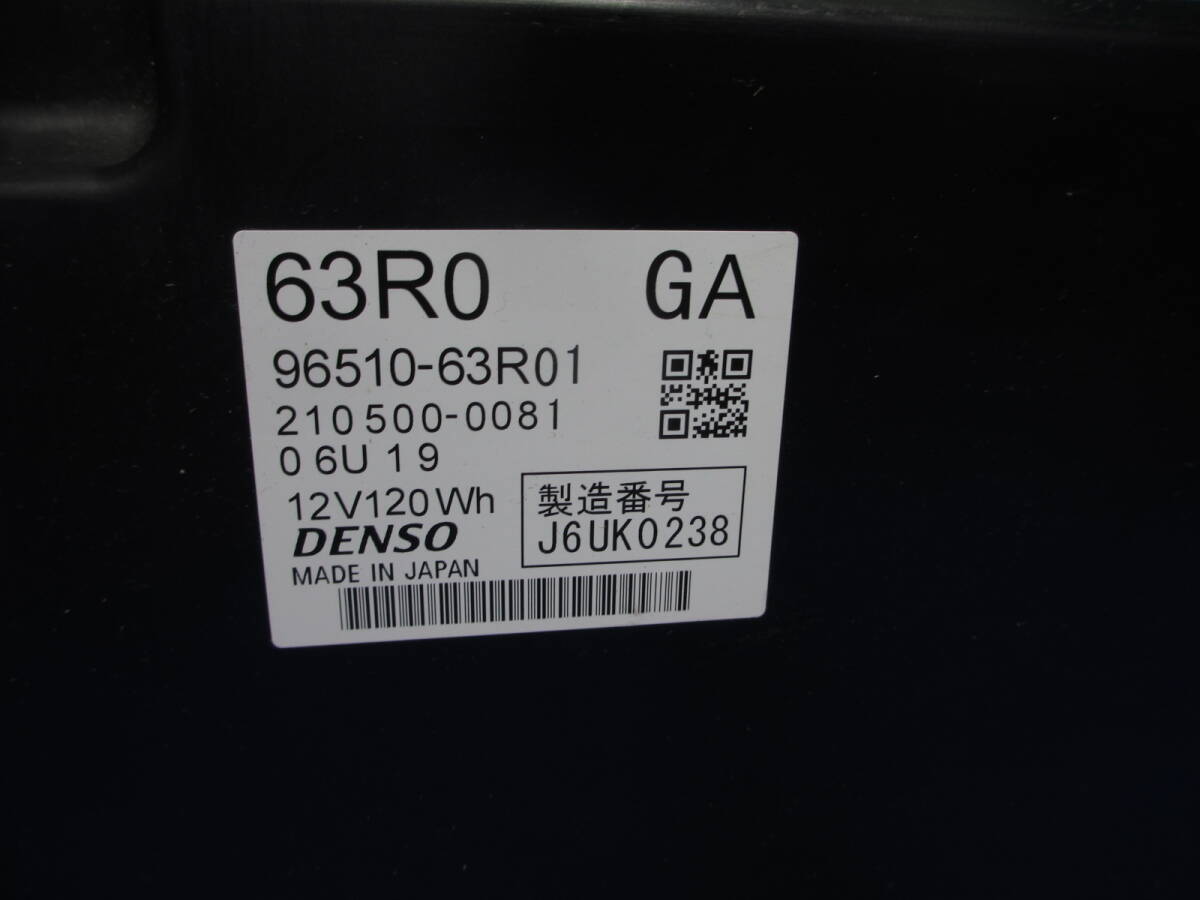 63R0 GA
96510-63R01
210500-0081
06U19
12V120Wh
DENSO
MADE IN JAPAN
製造番号
J6UK0238